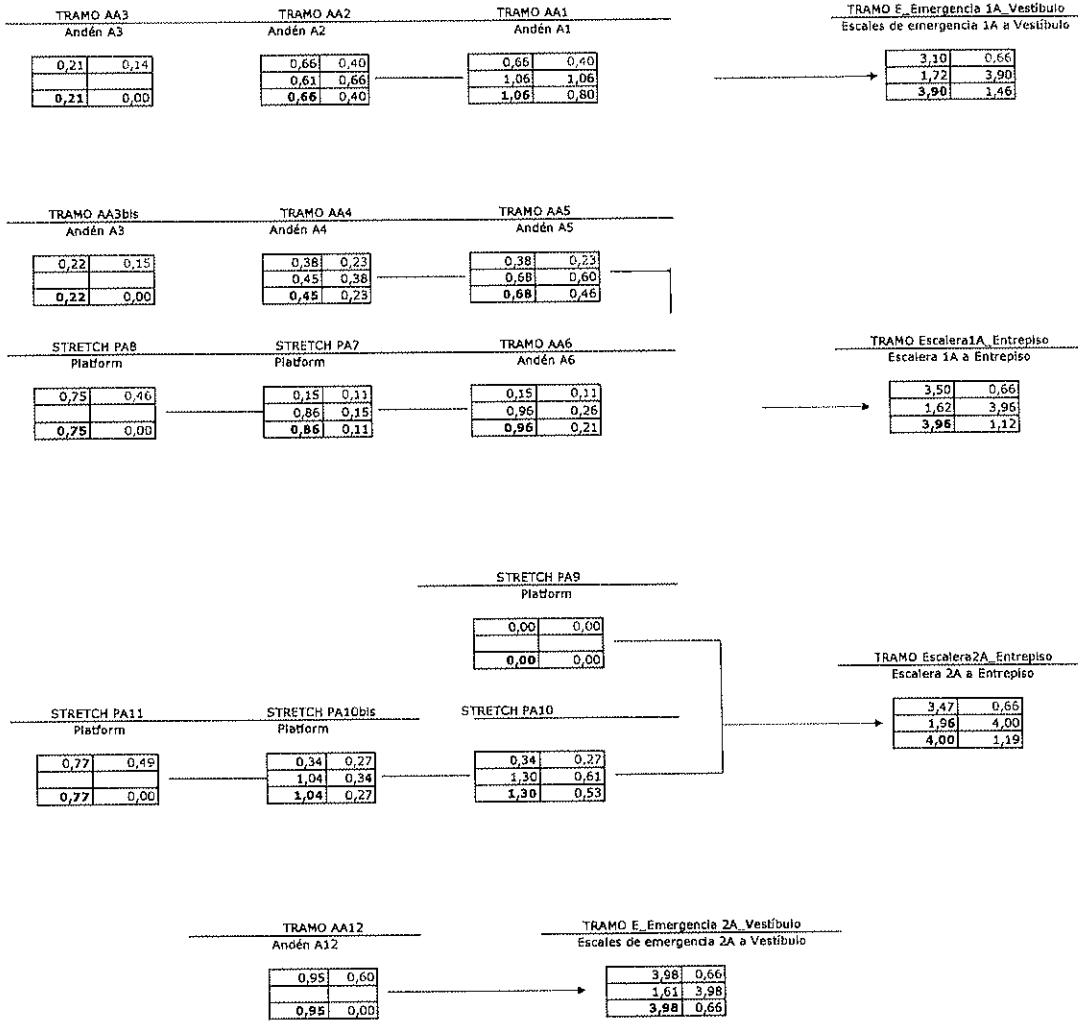 TRAMO AA3 TRAMO AA2 TRAMO AA1 TRAMO E_Emergencia 1A_Vestíbulo
Andén A3 Andén A2 Andén A1 Escales de emergencia 1A a Vestíbulo
0,21 0,14 0,66 0,40 0,66 0,40 3,10 0,66
0,61 0,66 1,06 1,06 1,72 3,90
0,21 0,00 0,66 0,40 1,06 0,80 3,90 1,46
TRAMO AA3bis TRAMO AA4 TRAMO AA5
Andén A3 Andén A4 Andén A5
0,22 0,15 0,38 0,23 0,38 0,23
0,45 0,38 0,68 0,60
0,22 0,00 0,45 0,23 0,68 0,46
STRETCH PA8 STRETCH PA7 TRAMO AA6 TRAMO Escalera1A_Entrepiso
Platform Platform Andén A6 Escalera 1A a Entrepiso
0,75 0,46 0,15 0,11 0,15 0,11 3,50 0,66
0,86 0,15 0,96 0,26 1,62 3,96
0,75 0,00 0,86 0,11 0,96 0,21 3,96 1,12
STRETCH PA9
Platform
0,00 0,00
0,00 0,00
TRAMO Escalera2A_Entrepiso
Escalera 2A a Entrepiso
3,47 0,66
1,96 4,00
4,00 1,19
STRETCH PA11 STRETCH PA10bis STRETCH PA10
Platform Platform
0,77 0,49 0,34 0,27 0,34 0,27
1,04 0,34 1,30 0,61
0,77 0,00 1,04 0,27 1,30 0,53
TRAMO AA12 TRAMO E_Emergencia 2A_Vestíbulo
Andén A12 Escales de emergencia 2A a Vestíbulo
0,95 0,60 3,98 0,66
1,61 3,98
0,95 0,00 3,98 0,66